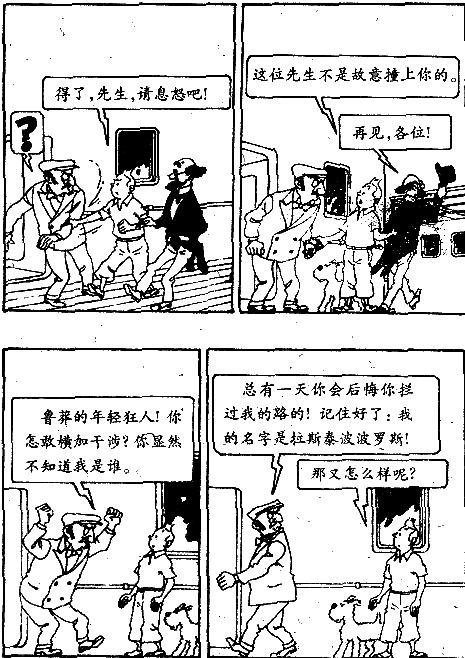 得了,先生,请息怒吧!
?
这位先生不是故意撞上你的。
再见,各位!
鲁莽的年轻狂人!你
怎敢横加干涉?你显然
不知道我是谁。
总有一天你会后悔你拦
过我的路的!记住好了:我
的名字是拉斯泰波波罗斯!
那又怎么样呢?